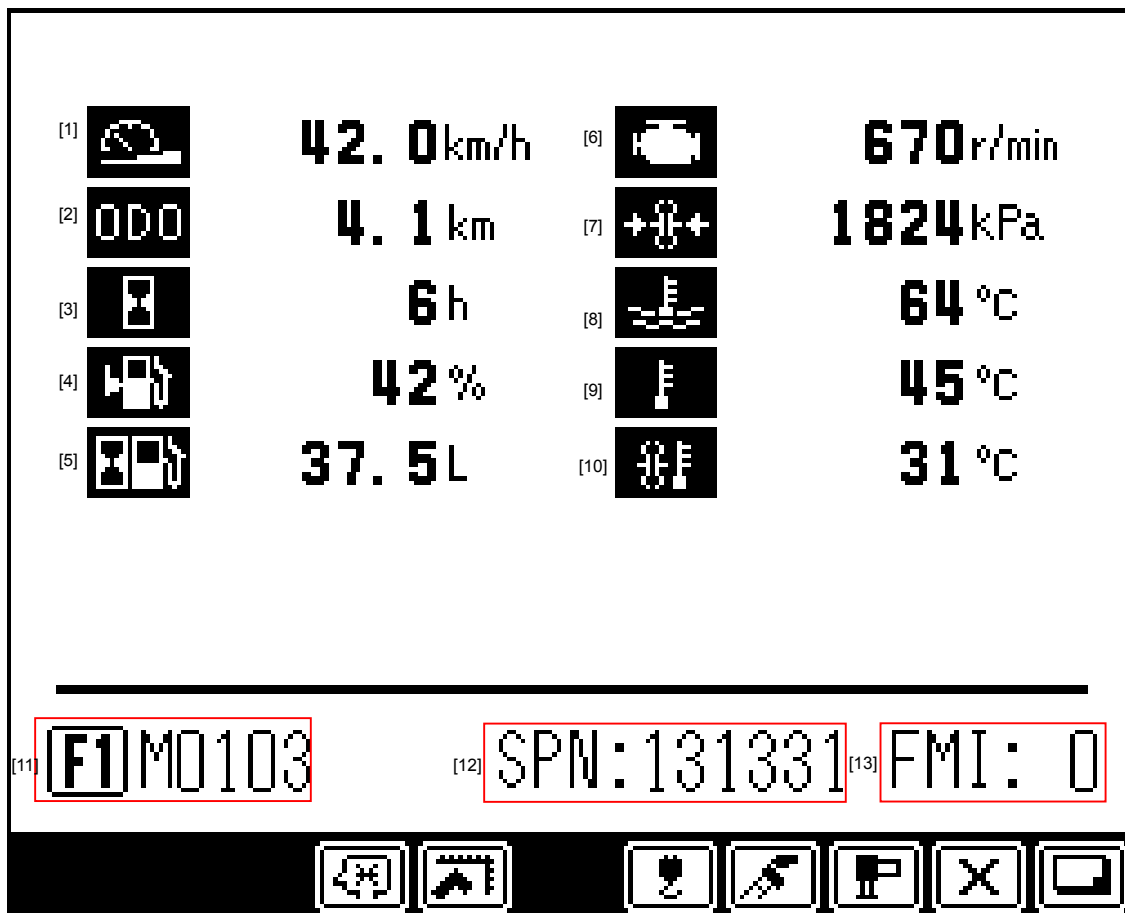 [1] 42. 0km/h [6] 670r/min
[2] ODO 4. 1km [7] 1824kPa
[3] 6h [8] 64°C
[4] 42% [9] 45°C
[5] 37. 5L [10] 31°C
[11] F1 M0103 [12] SPN:131331 [13] FMI: 0